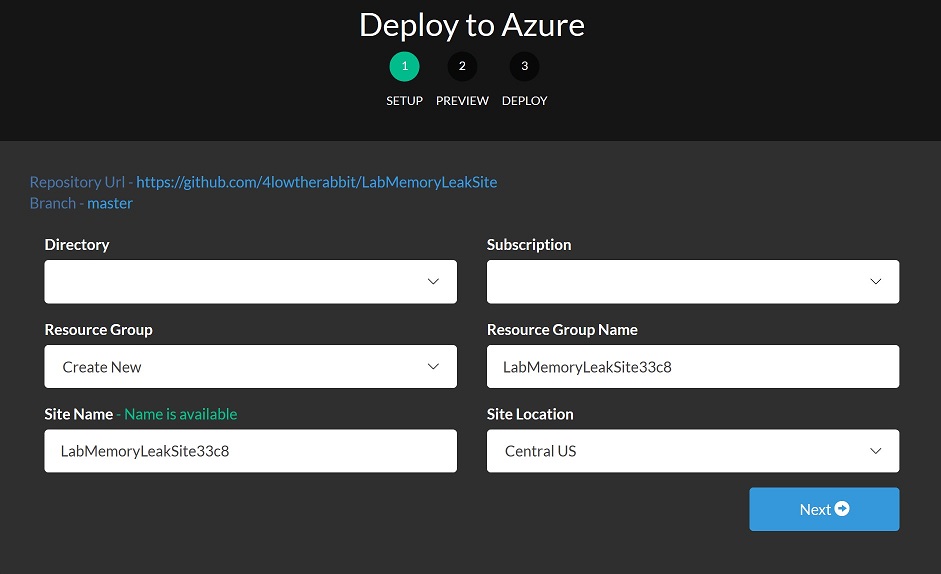 Deploy to Azure
1 2 3
SETUP PREVIEW DEPLOY
Repository Url - https://github.com/4lowtherabbit/LabMemoryLeakSite
Branch - master
Directory Subscription
Resource Group Resource Group Name
Create New LabMemoryLeakSite33c8
Site Name - Name is available Site Location
LabMemoryLeakSite33c8 Central US
Next